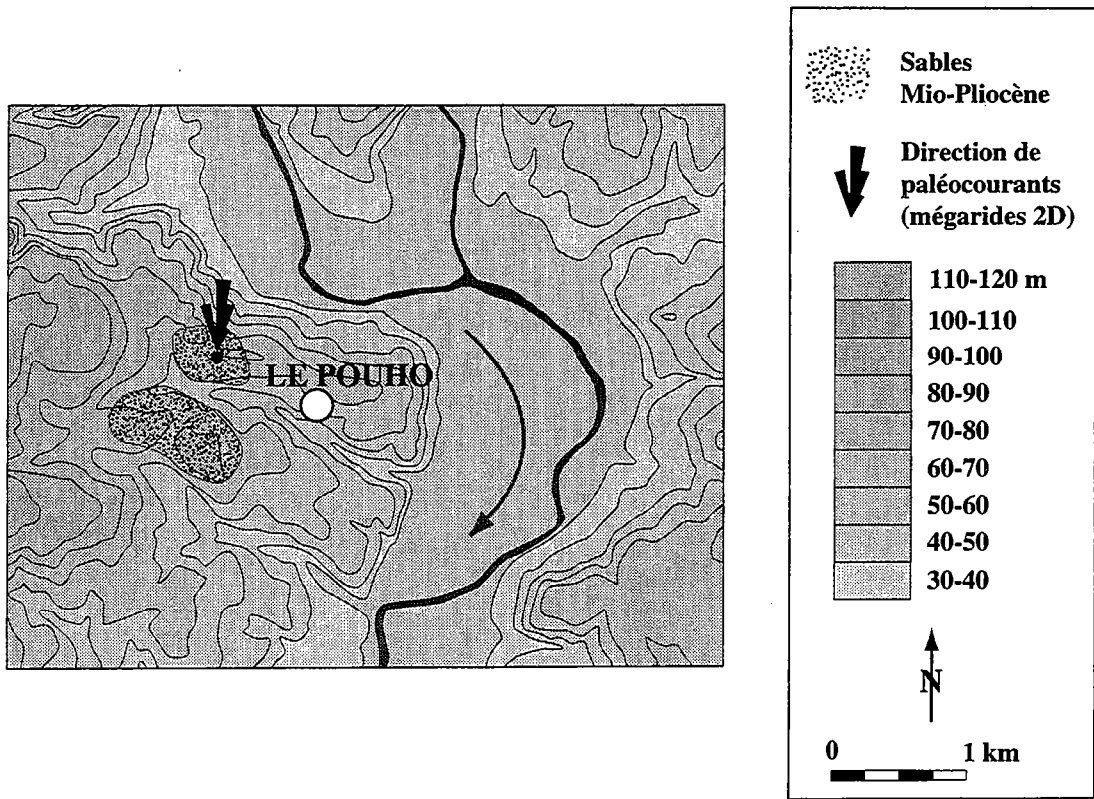 LE POUHO
Sables
Mio-Pliocène
Direction de
paléocourants
(mégarides 2D)
110-120 m
100-110
90-100
80-90
70-80
60-70
50-60
40-50
30-40
N
0 1 km